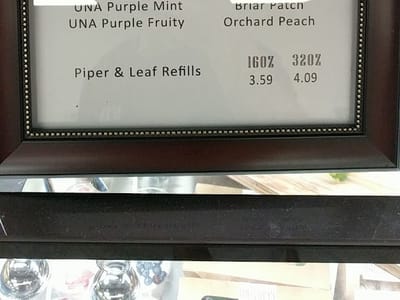 UNA Purple Mint Briar Patch
UNA Purple Fruity Orchard Peach
16OZ 32OZ
Piper & Leaf Refills 3.59 4.09